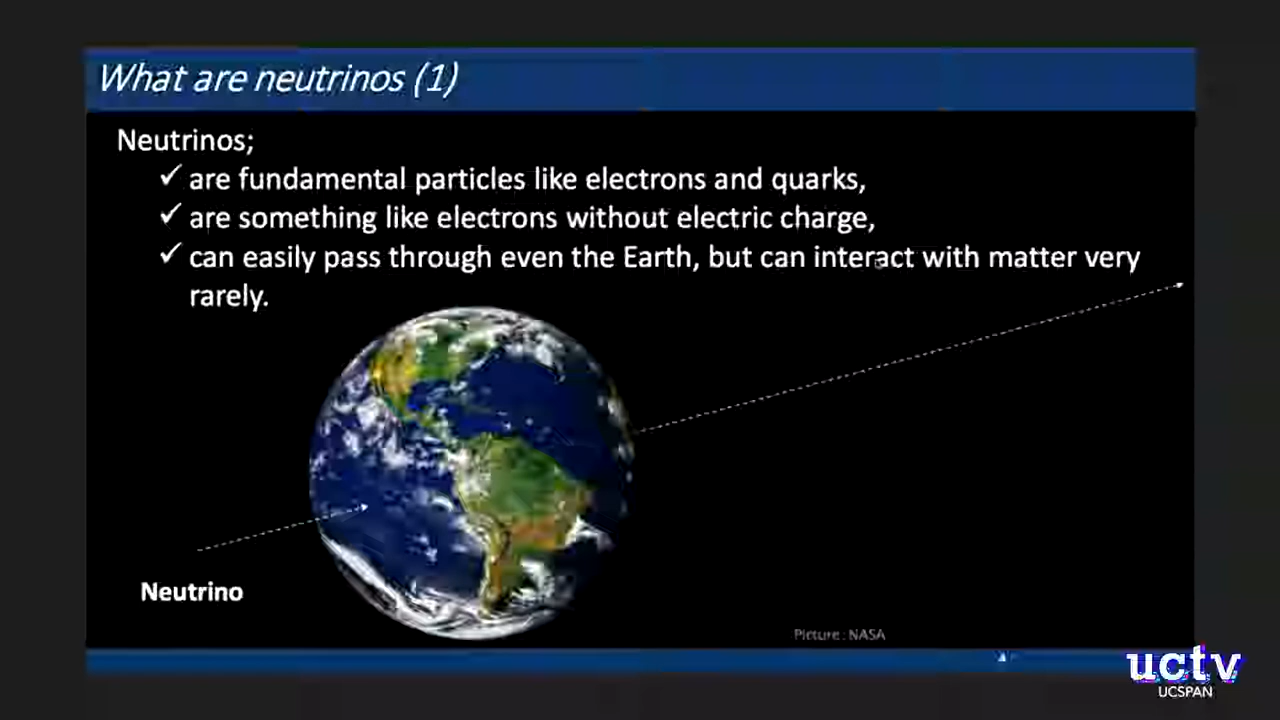 What are neutrinos (1)
Neutrinos;
✓ are fundamental particles like electrons and quarks,
✓ are something like electrons without electric charge,
✓ can easily pass through even the Earth, but can interact with matter very
rarely.
Neutrino
Picture : NASA
uctv
UCSPAN